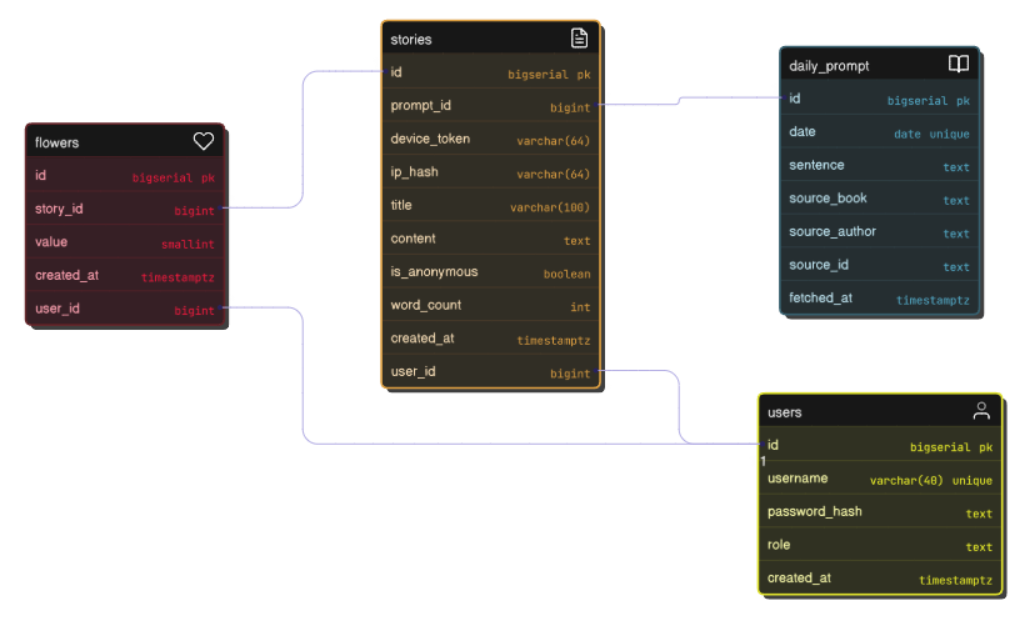 stories
id bigserial pk
prompt_id bigint
device_token varchar(64)
ip_hash varchar(64)
title varchar(100)
content text
is_anonymous boolean
word_count int
created_at timestamptz
user_id bigint
daily_prompt
id bigserial pk
date date unique
sentence text
source_book text
source_author text
source_id text
fetched_at timestamptz
flowers
id bigserial pk
story_id bigint
value smallint
created_at timestamptz
user_id bigint
users
id bigserial pk
1
username varchar(40) unique
password_hash text
role text
created_at timestamptz